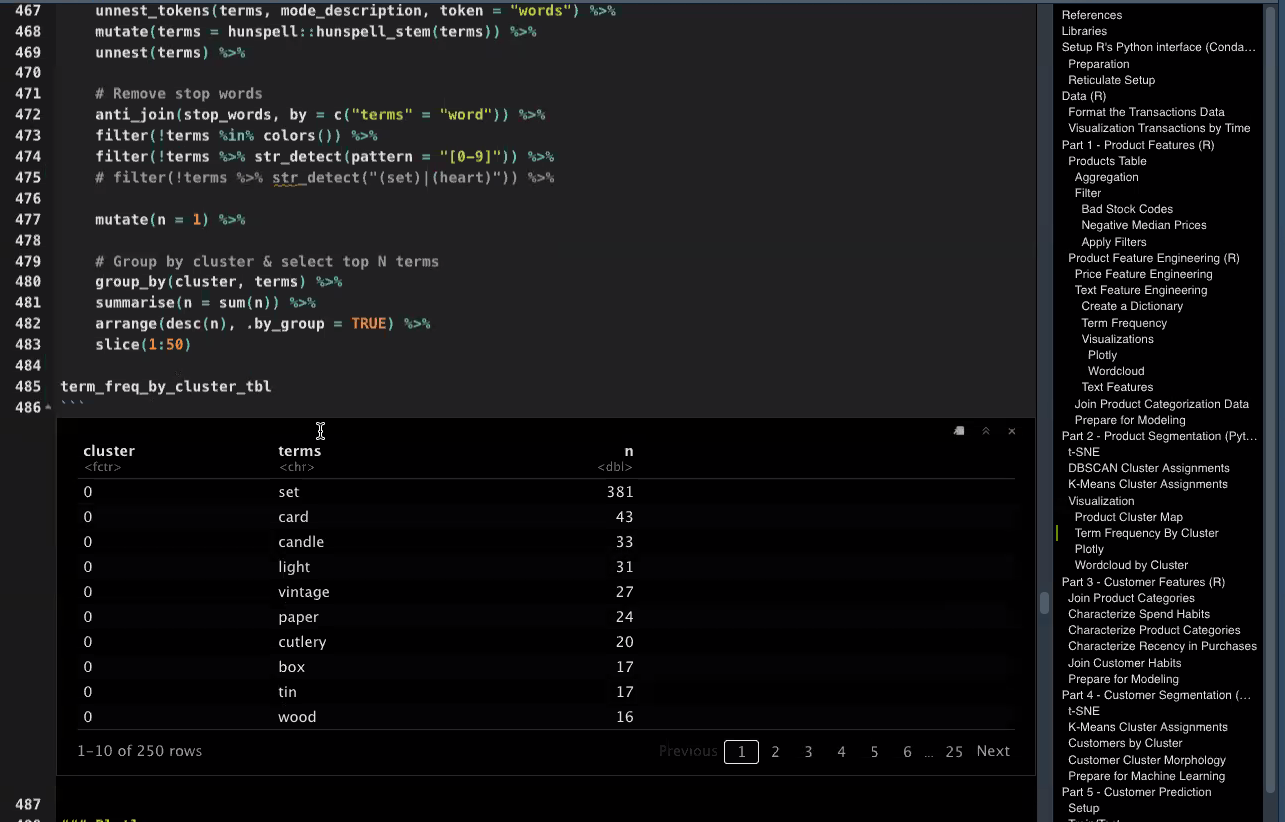 467 unnest_tokens(terms, mode_description, token = "words") %>%
468 mutate(terms = hunspell::hunspell_stem(terms)) %>%
469 unnest(terms) %>%
470
471 # Remove stop words
472 anti_join(stop_words, by = c("terms" = "word")) %>%
473 filter(!terms %in% colors()) %>%
474 filter(!terms %>% str_detect(pattern = "[0-9]")) %>%
475 # filter(!terms %>% str_detect("(set)|(heart)")) %>%
476
477 mutate(n = 1) %>%
478
479 # Group by cluster & select top N terms
480 group_by(cluster, terms) %>%
481 summarise(n = sum(n)) %>%
482 arrange(desc(n), .by_group = TRUE) %>%
483 slice(1:50)
484
485 term_freq_by_cluster_tbl
486 ```
cluster terms n
<fctr> <chr> <dbl>
0 set 381
0 card 43
0 candle 33
0 light 31
0 vintage 27
0 paper 24
0 cutlery 20
0 box 17
0 tin 17
0 wood 16
1-10 of 250 rows Previous 1 2 3 4 5 6 ... 25 Next
487
References
Libraries
Setup R's Python interface (Conda...
Preparation
Reticulate Setup
Data (R)
Format the Transactions Data
Visualization Transactions by Time
Part 1 - Product Features (R)
Products Table
Aggregation
Filter
Bad Stock Codes
Negative Median Prices
Apply Filters
Product Feature Engineering (R)
Price Feature Engineering
Text Feature Engineering
Create a Dictionary
Term Frequency
Visualizations
Plotly
Wordcloud
Text Features
Join Product Categorization Data
Prepare for Modeling
Part 2 - Product Segmentation (Pyt...
t-SNE
DBSCAN Cluster Assignments
K-Means Cluster Assignments
Visualization
Product Cluster Map
Term Frequency By Cluster
Plotly
Wordcloud by Cluster
Part 3 - Customer Features (R)
Join Product Categories
Characterize Spend Habits
Characterize Product Categories
Characterize Recency in Purchases
Join Customer Habits
Prepare for Modeling
Part 4 - Customer Segmentation (...
t-SNE
K-Means Cluster Assignments
Customers by Cluster
Customer Cluster Morphology
Prepare for Machine Learning
Part 5 - Customer Prediction
Setup